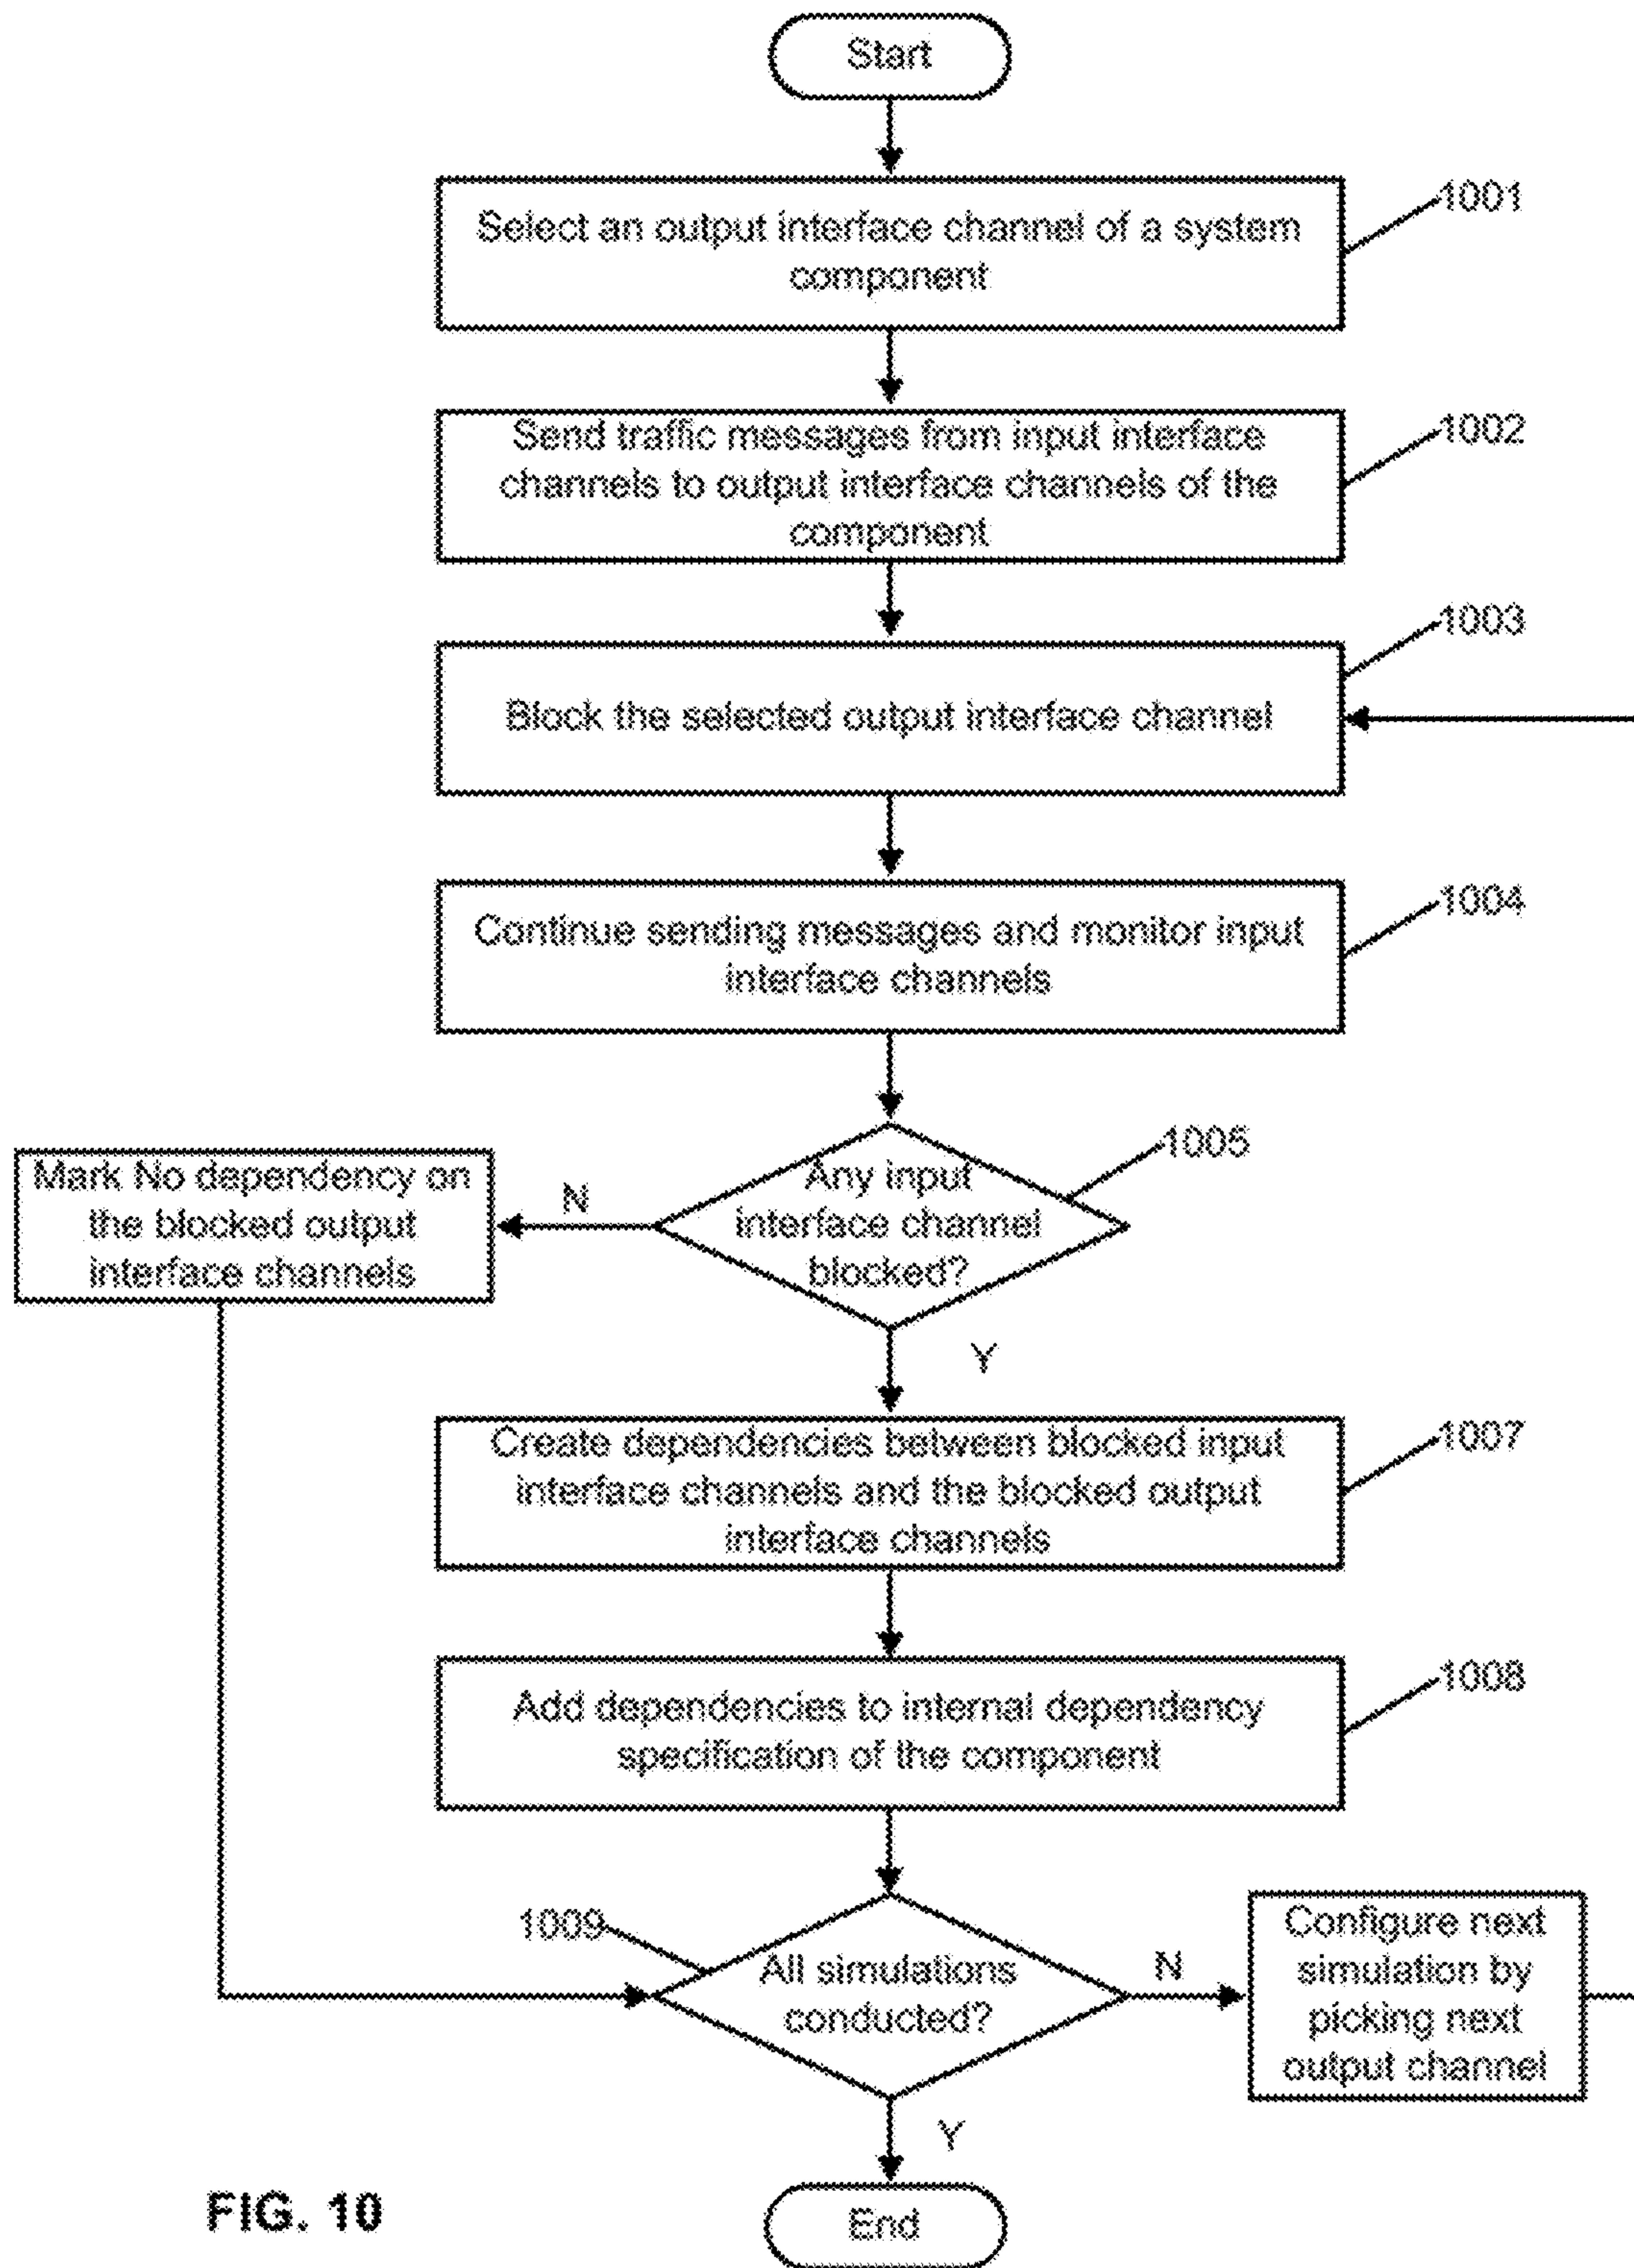 Start
Select an output interface channel of a system
component
1001
Send traffic messages from input interface
channels to output interface channels of the
component
1002
Block the selected output interface channel
1003
Continue sending messages and monitor input
interface channels
1004
Any input
interface channel
blocked?
1005
N
Mark No dependency on
the blocked output
interface channels
Y
Create dependencies between blocked input
interface channels and the blocked output
interface channels
1007
Add dependencies to internal dependency
specification of the component
1008
1009
All simulations
conducted?
N
Configure next
simulation by
picking next
output channel
Y
End
FIG. 10